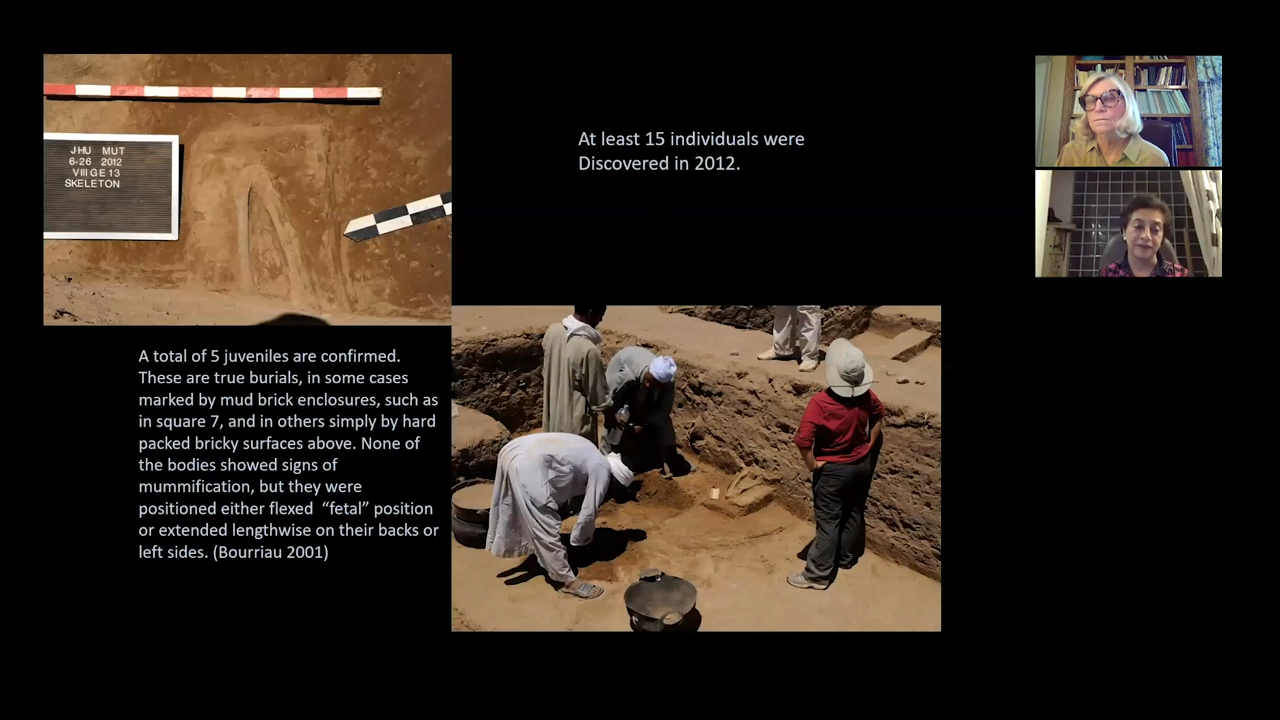 JHU MUT
6-26 2012
VIII GE 13
SKELETON
At least 15 individuals were
Discovered in 2012.
A total of 5 juveniles are confirmed.
These are true burials, in some cases
marked by mud brick enclosures, such as
in square 7, and in others simply by hard
packed bricky surfaces above. None of
the bodies showed signs of
mummification, but they were
positioned either flexed “fetal” position
or extended lengthwise on their backs or
left sides. (Bourriau 2001)